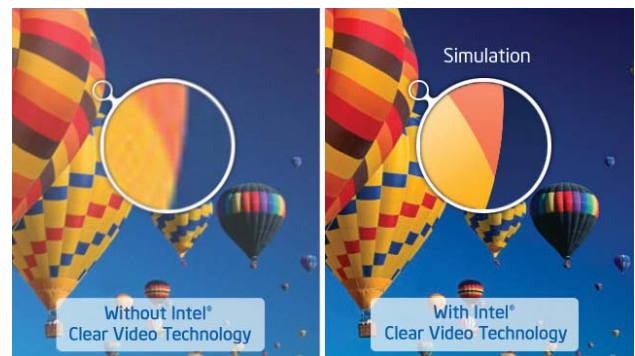 Simulation
Without Intel®
Clear Video Technology
With Intel®
Clear Video Technology